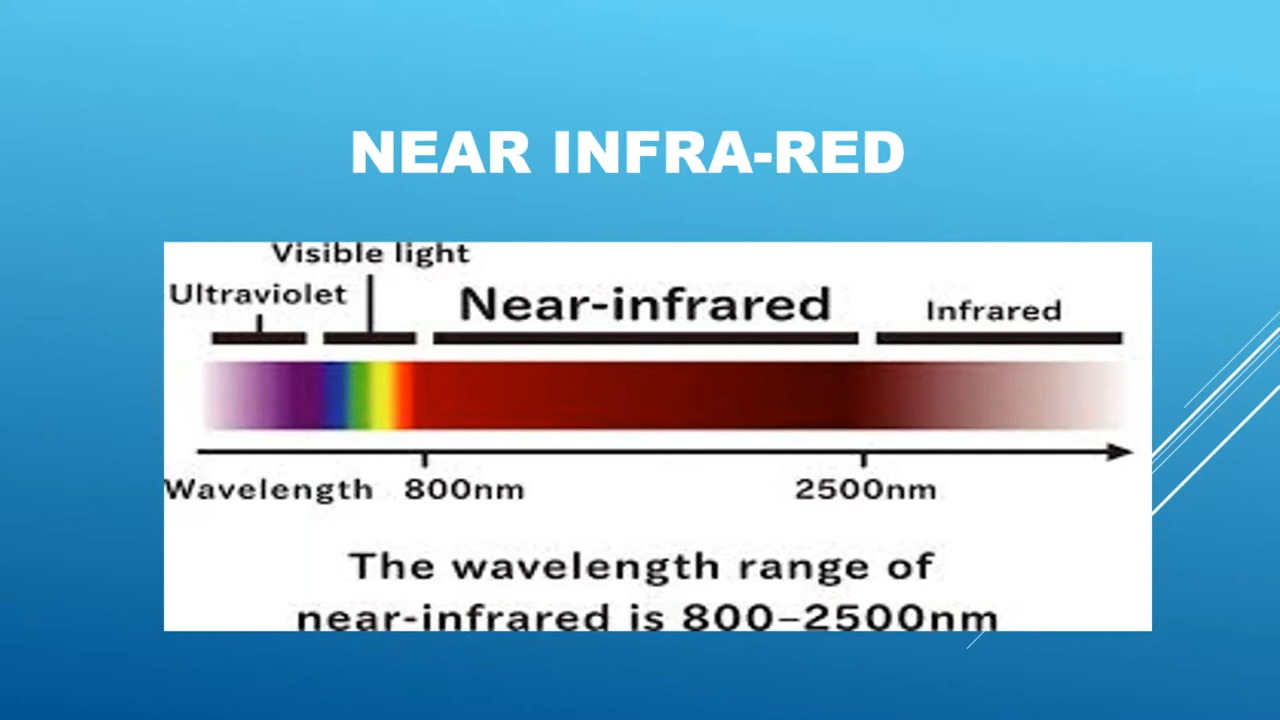 NEAR INFRA-RED
Visible light
Ultraviolet
Near-infrared
Infrared
Wavelength 800nm 2500nm
The wavelength range of
near-infrared is 800–2500nm